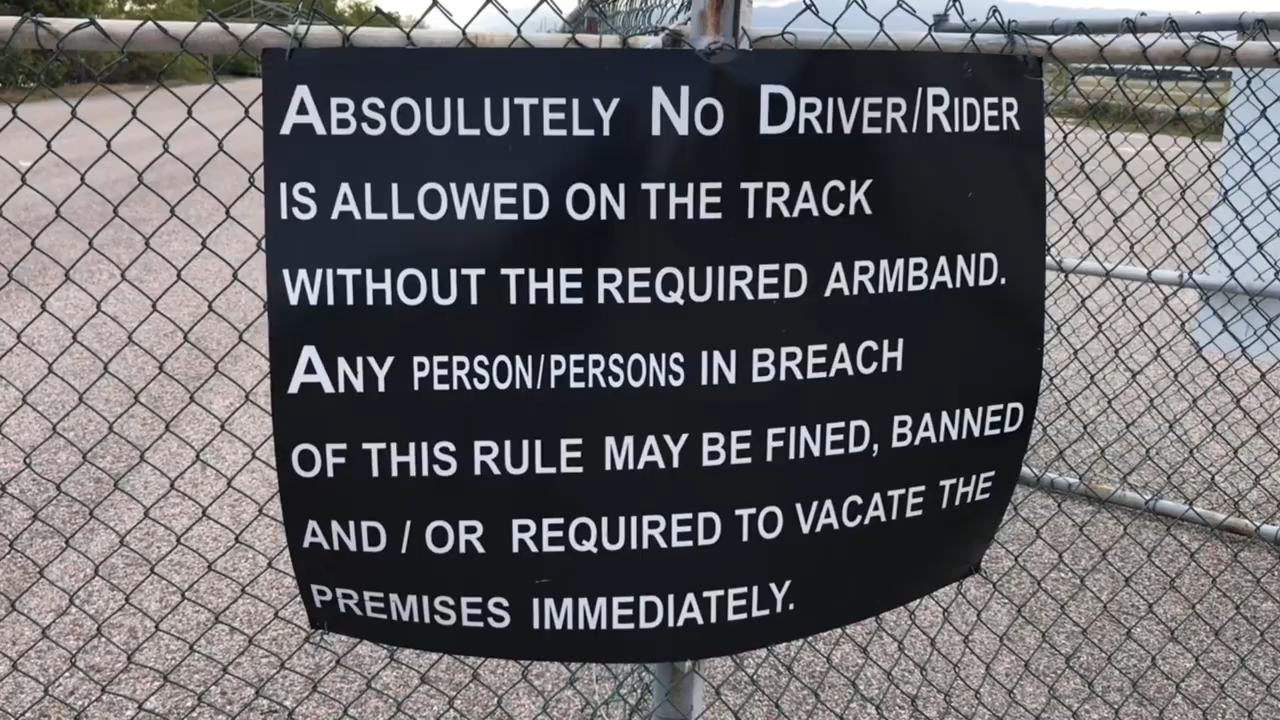 ABSOULUTELY NO DRIVER/RIDER
IS ALLOWED ON THE TRACK
WITHOUT THE REQUIRED ARMBAND.
ANY PERSON/PERSONS IN BREACH
OF THIS RULE MAY BE FINED, BANNED
AND / OR REQUIRED TO VACATE THE
PREMISES IMMEDIATELY.